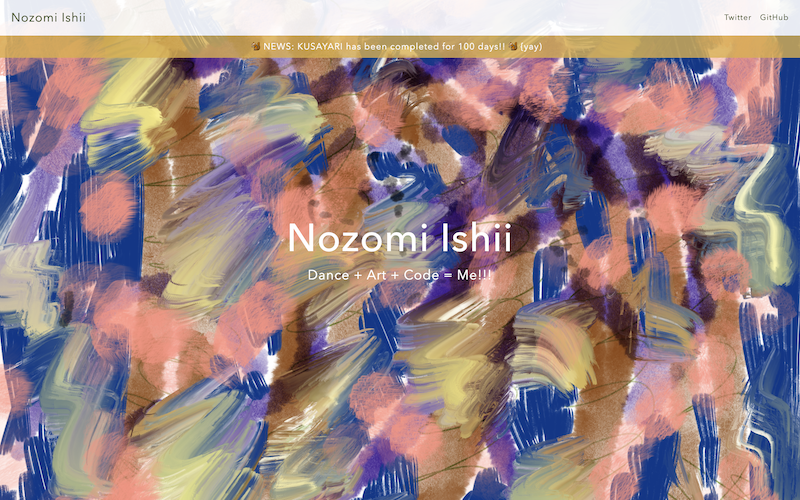 Nozomi Ishii
Twitter GitHub
NEWS: KUSAYARI has been completed for 100 days!! (yay)
Nozomi Ishii
Dance + Art + Code = Me!!!